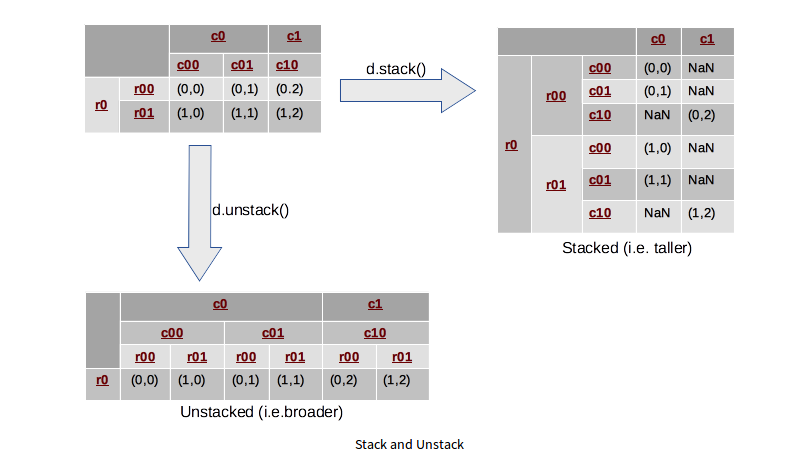 c0 c1
c00 c01 c10
r0 r00 (0,0) (0,1) (0.2)
r01 (1,0) (1,1) (1,2)
d.stack()
c0 c1
r0 r00 c00 (0,0) NaN
c01 (0,1) NaN
c10 NaN (0,2)
r01 c00 (1,0) NaN
c01 (1,1) NaN
c10 NaN (1,2)
Stacked (i.e. taller)
d.unstack()
c0 c1
c00 c01 c10
r00 r01 r00 r01 r00 r01
r0 (0,0) (1,0) (0,1) (1,1) (0,2) (1,2)
Unstacked (i.e.broader)
Stack and Unstack